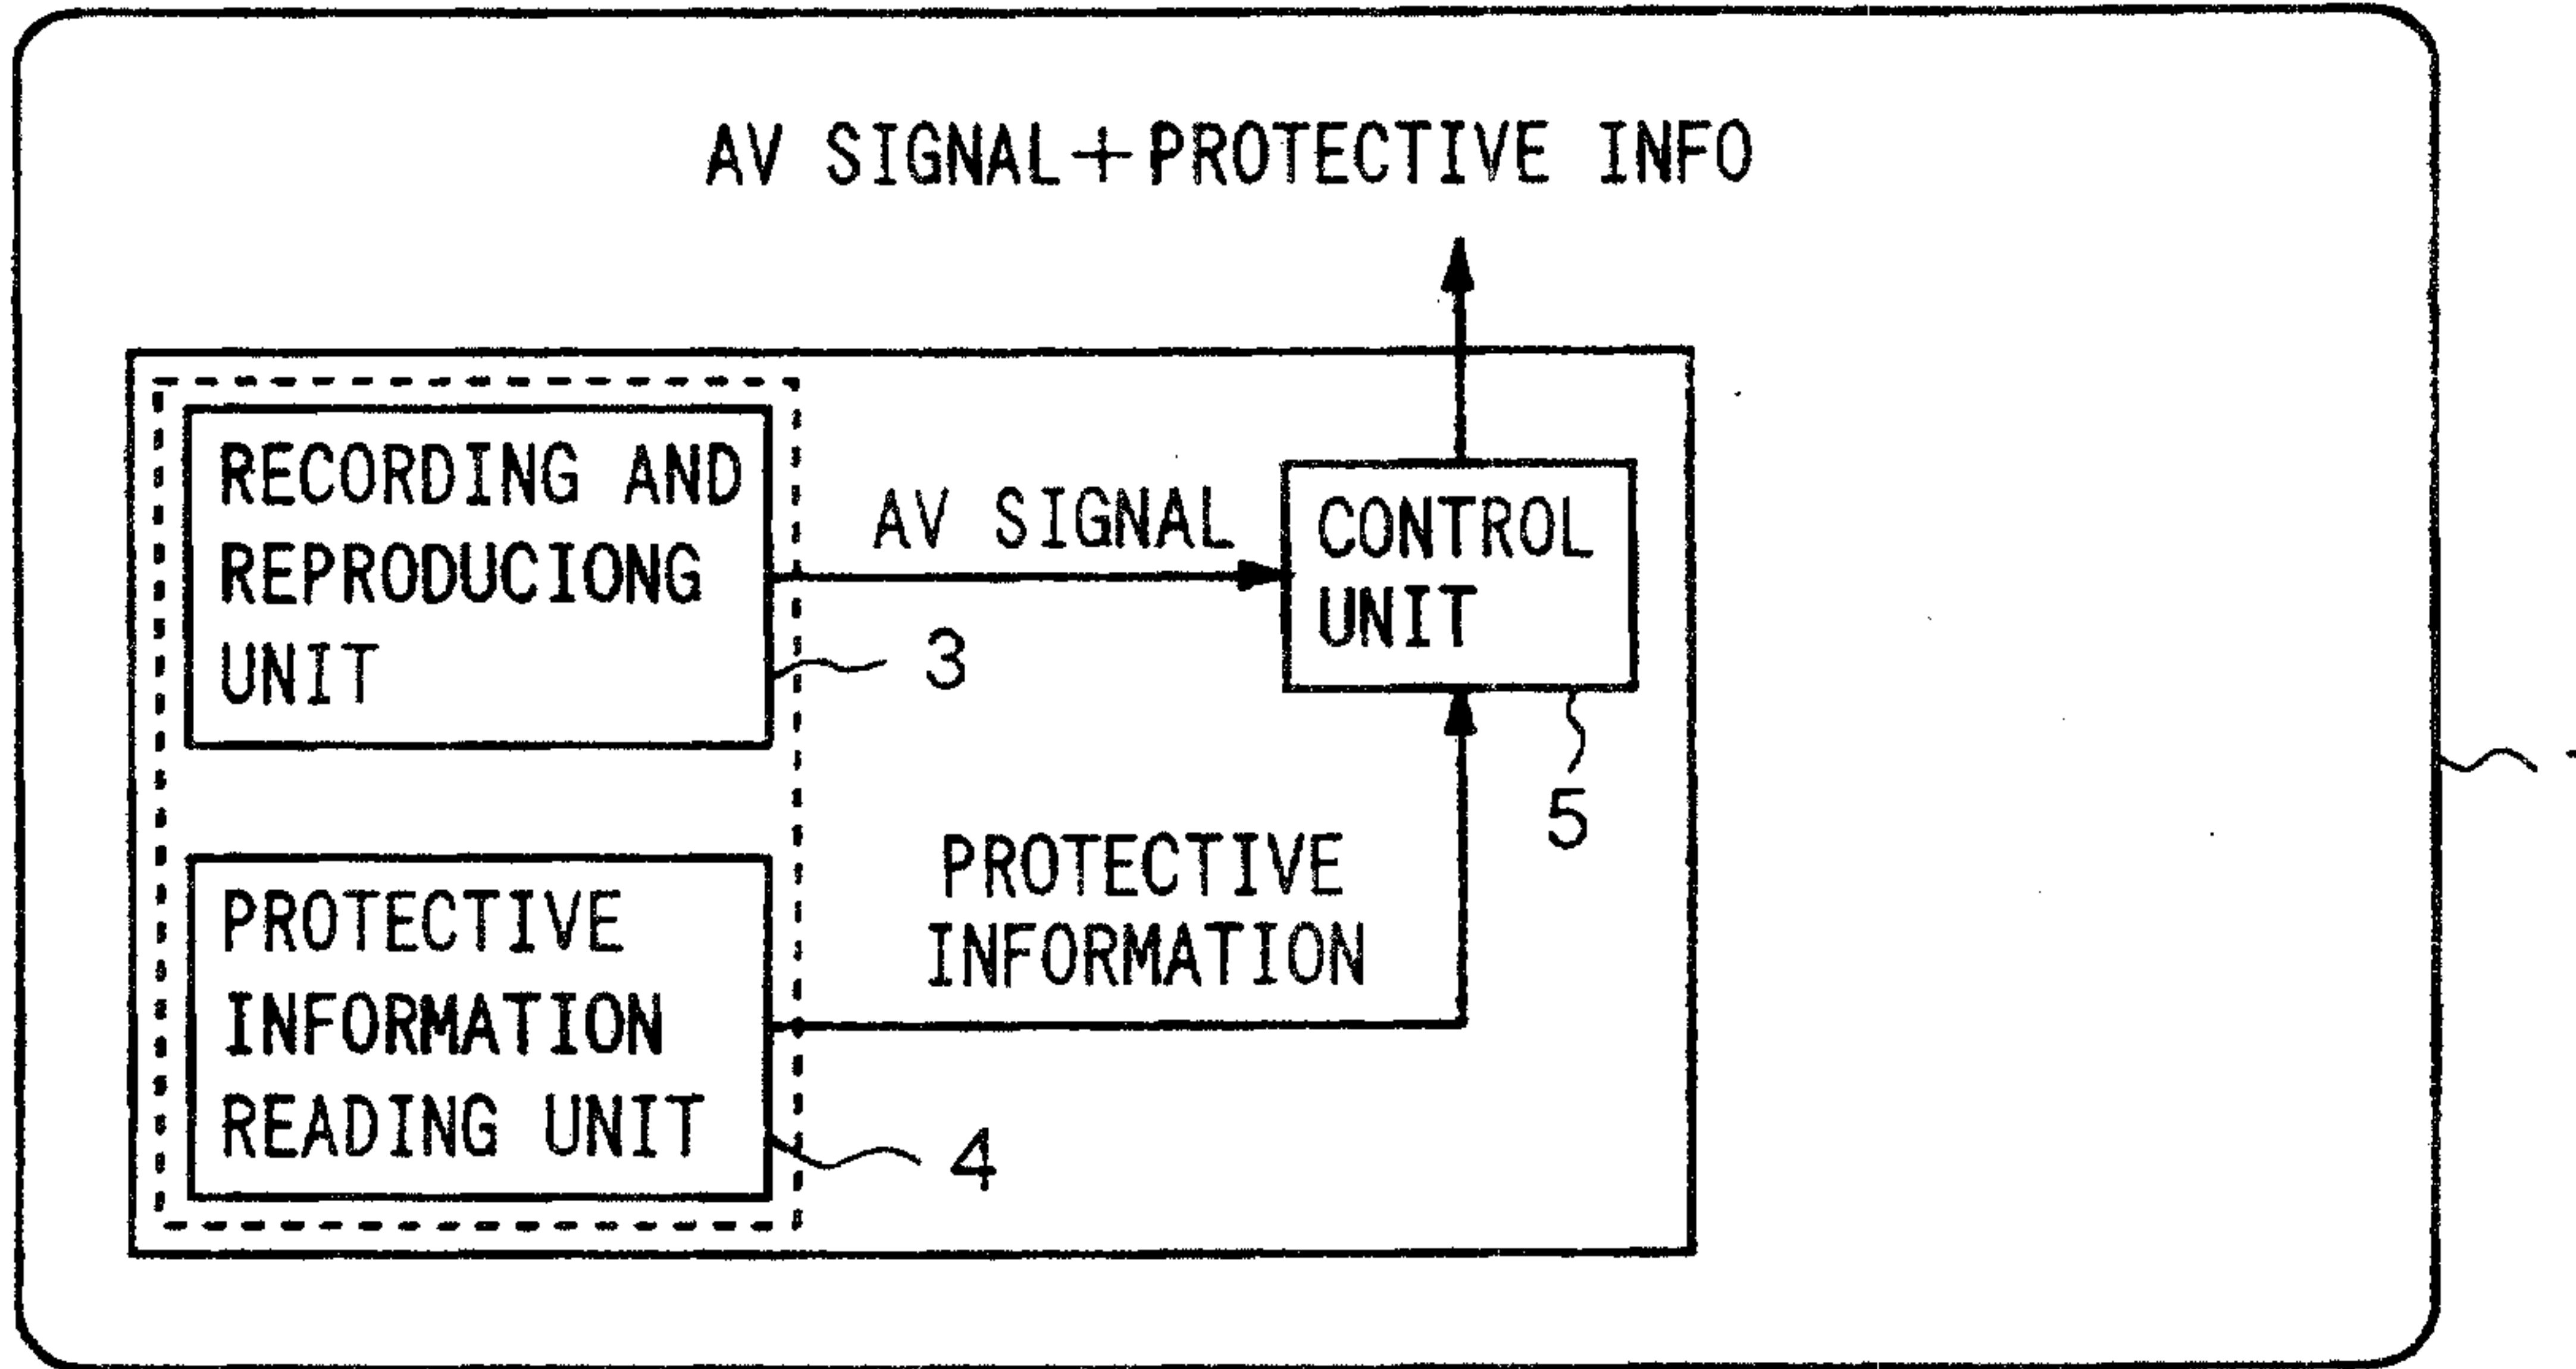 AV SIGNAL+PROTECTIVE INFO
RECORDING AND
REPRODUCIONG
UNIT
3
AV SIGNAL
CONTROL
UNIT
5
PROTECTIVE
INFORMATION
PROTECTIVE
INFORMATION
READING UNIT
4